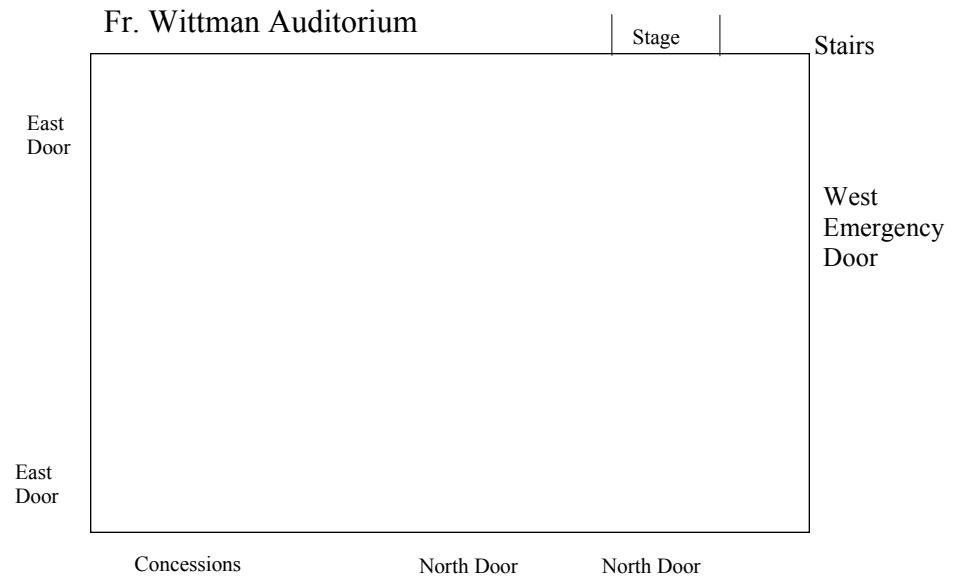 Fr. Wittman Auditorium
Stage
Stairs
East
Door
West
Emergency
Door
East
Door
Concessions
North Door
North Door